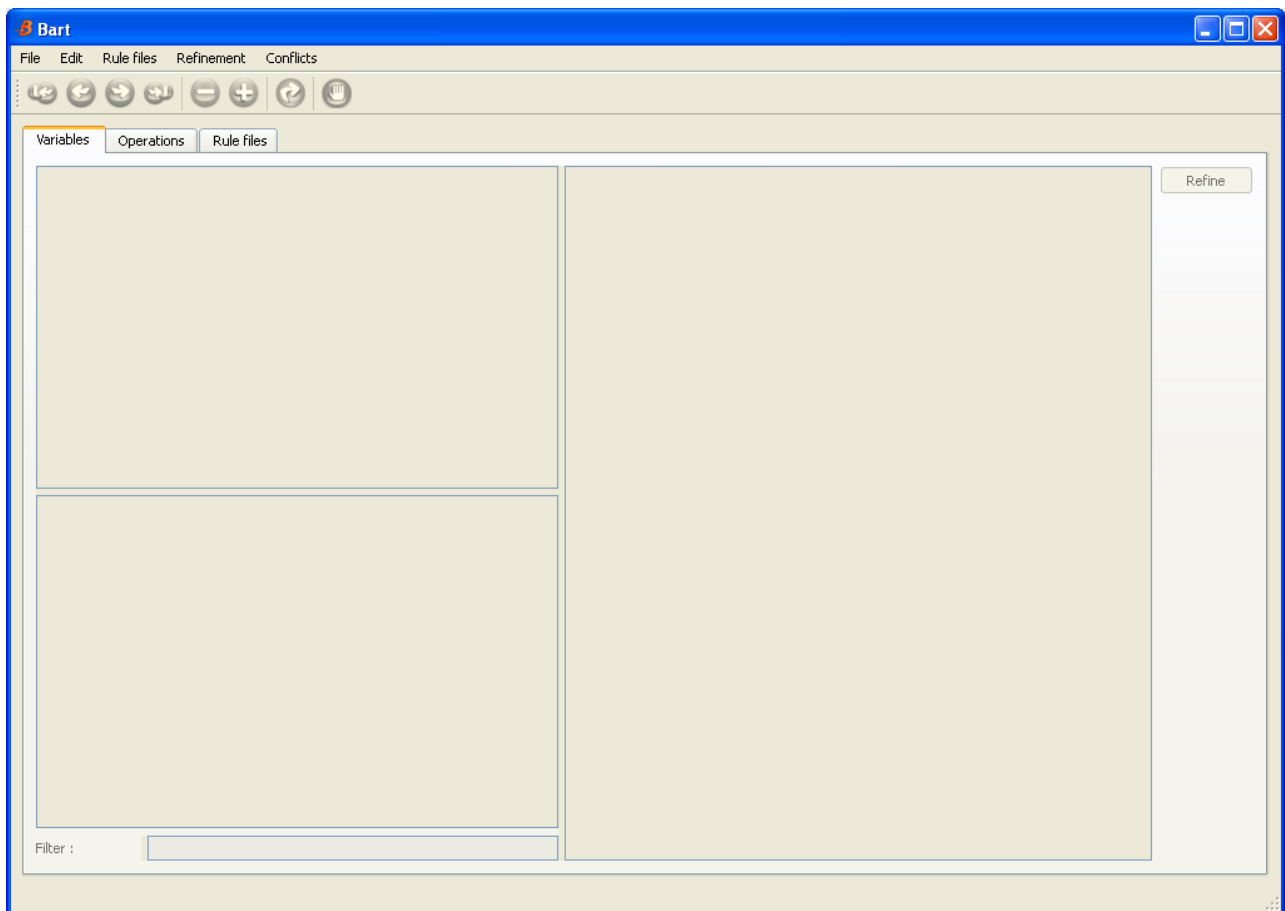 Bart
File Edit Rule files Refinement Conflicts
Variables Operations Rule files
Refine
Filter :